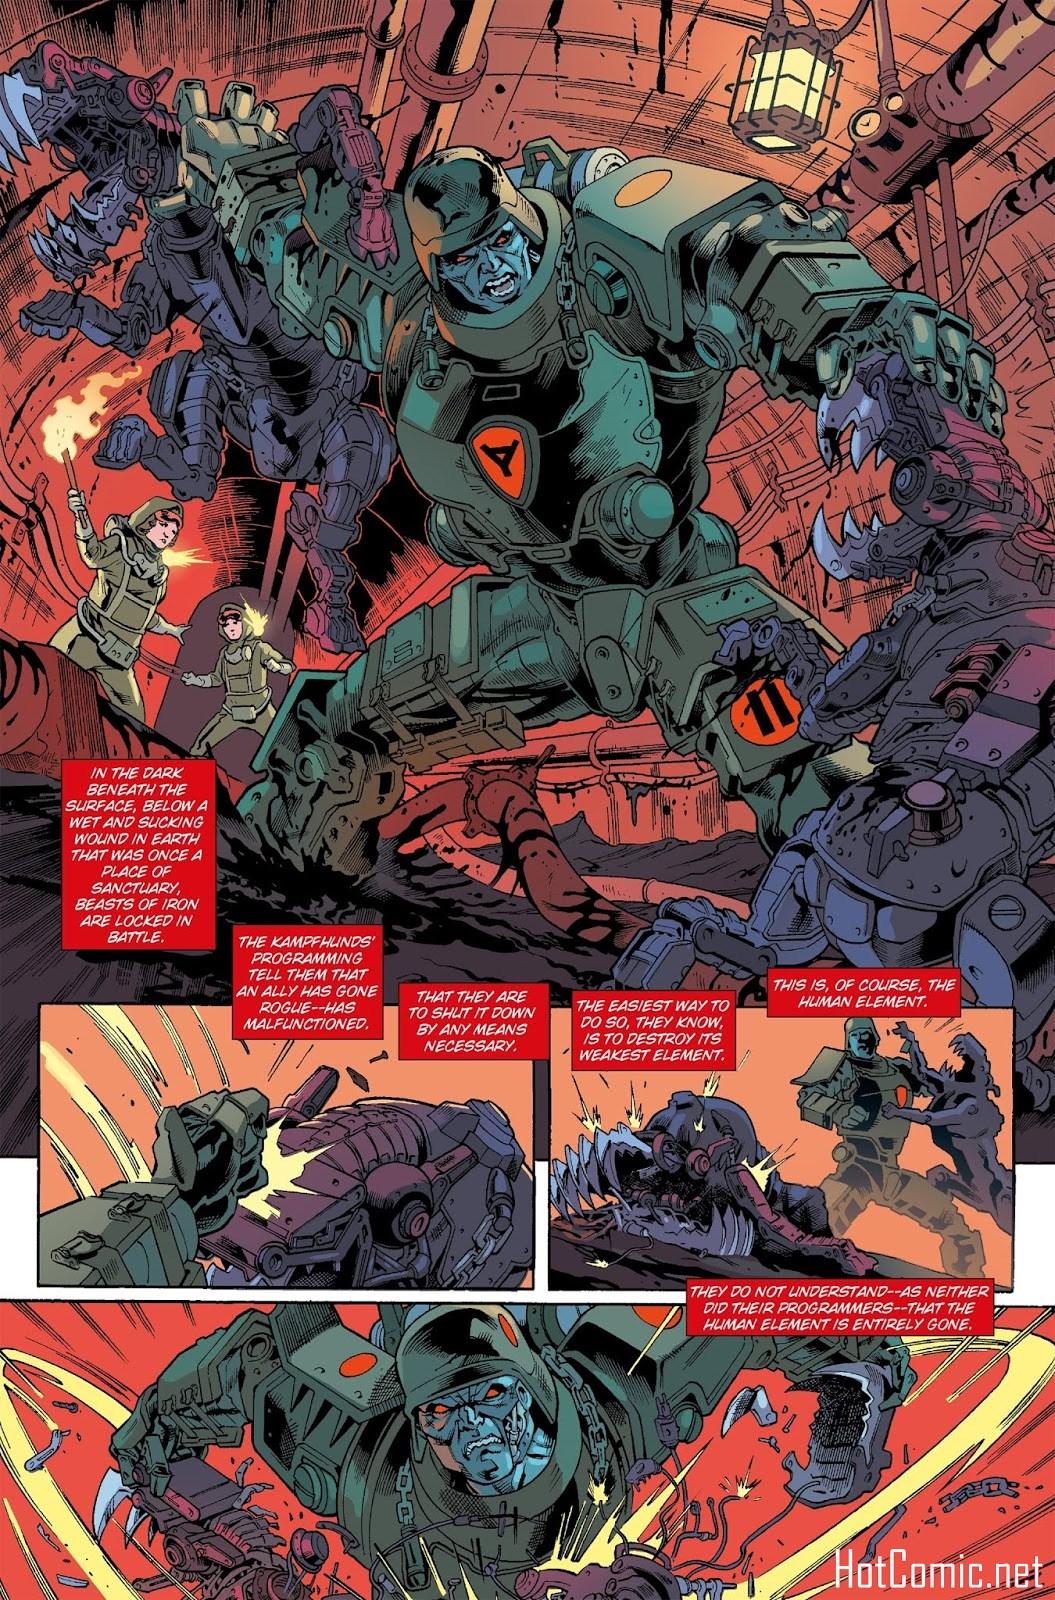 IN THE DARK
BENEATH THE
SURFACE, BELOW A
WET AND SUCKING
WOUND IN EARTH
THAT WAS ONCE A
PLACE OF
SANCTUARY,
BEASTS OF IRON
ARE LOCKED IN
BATTLE.
11
THE KAMPFHUNDS'
PROGRAMMING
TELL THEM THAT
AN ALLY HAS GONE
ROGUE--HAS
MALFUNCTIONED.
THAT THEY ARE
TO SHUT IT DOWN
BY ANY MEANS
NECESSARY.
THE EASIEST WAY TO
DO SO, THEY KNOW,
IS TO DESTROY ITS
WEAKEST ELEMENT.
THIS IS, OF COURSE, THE
HUMAN ELEMENT.
THEY DO NOT UNDERSTAND--AS NEITHER
DID THEIR PROGRAMMERS--THAT THE
HUMAN ELEMENT IS ENTIRELY GONE.
HotComic.net